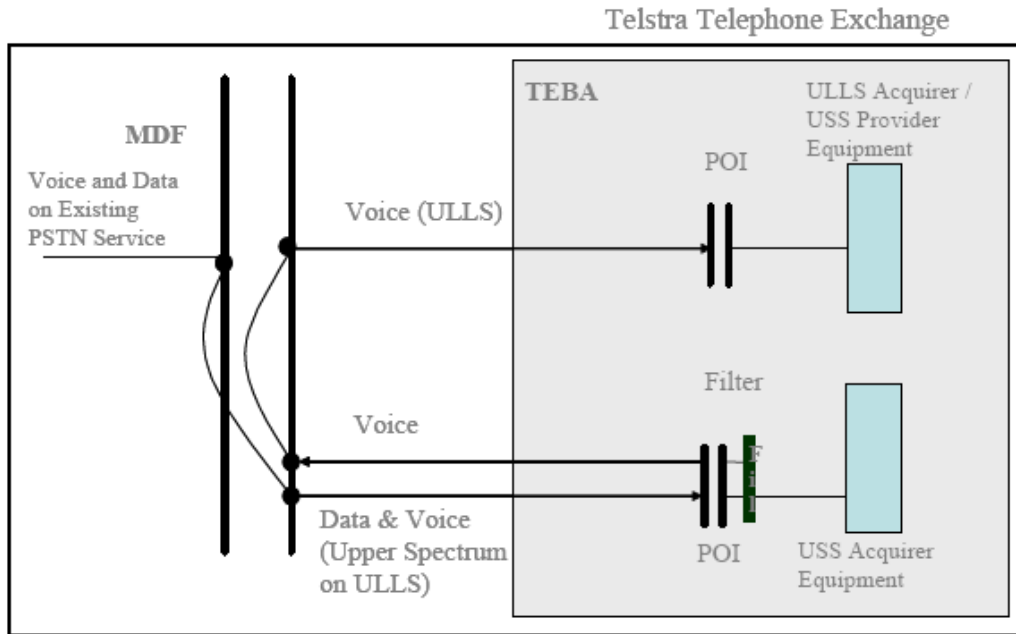 Telstra Telephone Exchange
TEBA
ULLS Acquirer /
USS Provider
Equipment
MDF
POI
Voice and Data
on Existing
PSTN Service
Voice (ULLS)
Filter
Voice
Data & Voice
(Upper Spectrum
on ULLS)
POI
USS Acquirer
Equipment